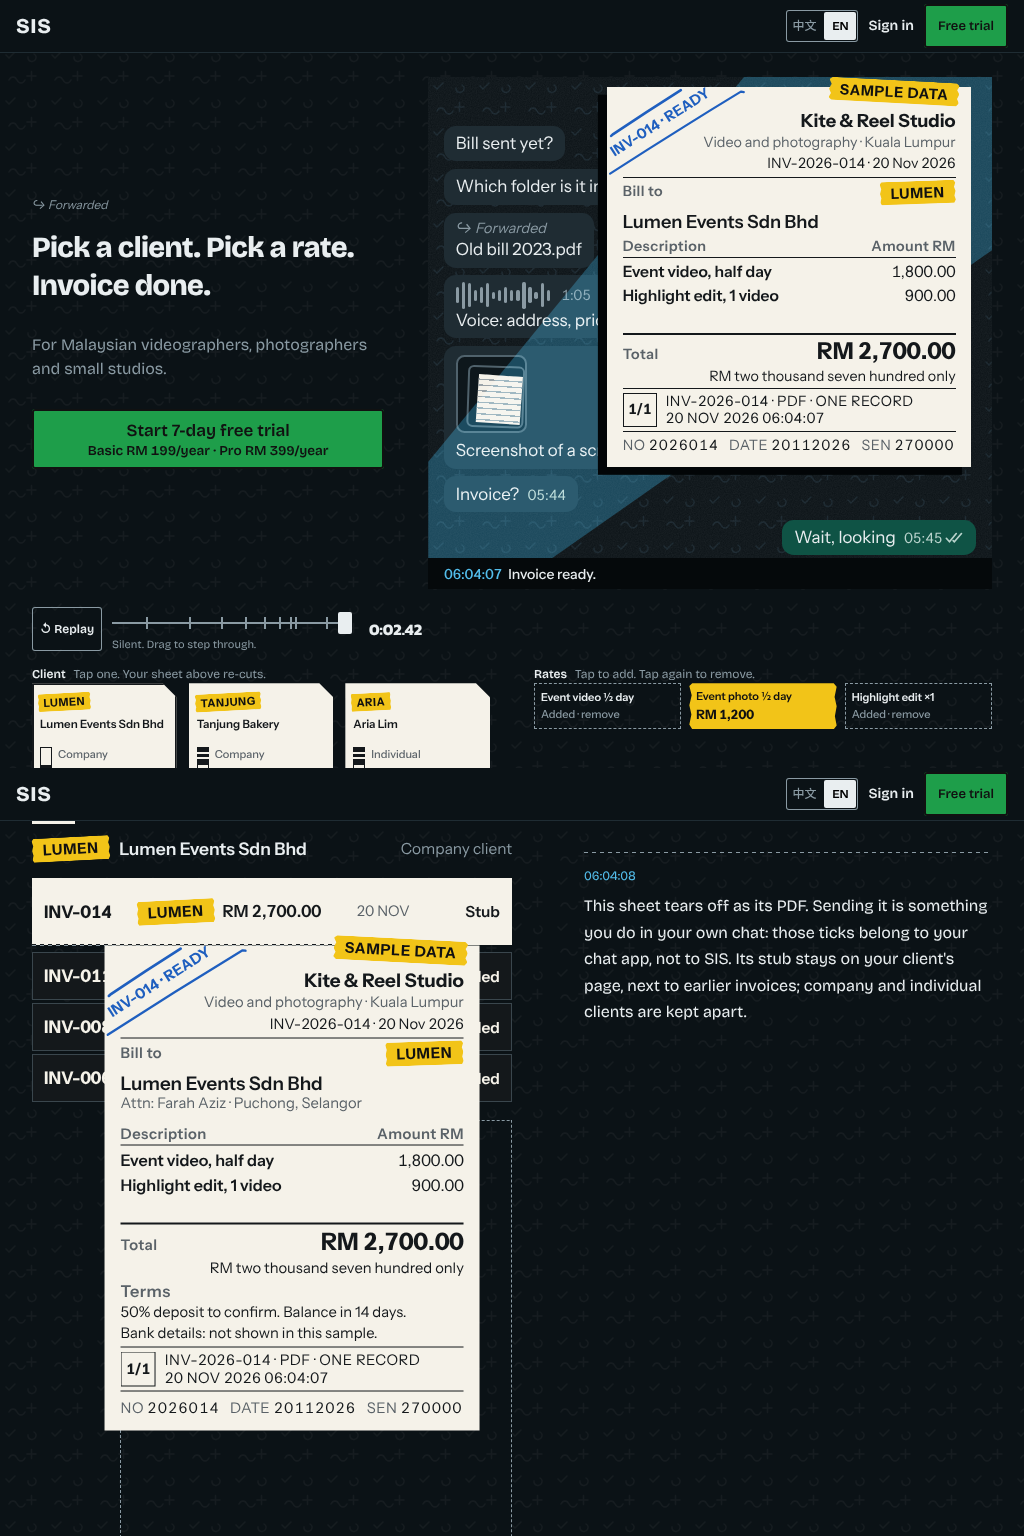 SIS
中文 EN Sign in Free trial
↪ Forwarded
Pick a client. Pick a rate.
Invoice done.
For Malaysian videographers, photographers
and small studios.
Start 7-day free trial
Basic RM 199/year · Pro RM 399/year
Bill sent yet?
Which folder is it in
↪ Forwarded
Old bill 2023.pdf
1:05
Voice: address, pric
Screenshot of a sc
Invoice? 05:44
Wait, looking 05:45
06:04:07 Invoice ready.
INV-014 · READY
SAMPLE DATA
Kite & Reel Studio
Video and photography · Kuala Lumpur
INV-2026-014 · 20 Nov 2026
Bill to LUMEN
Lumen Events Sdn Bhd
Description Amount RM
Event video, half day 1,800.00
Highlight edit, 1 video 900.00
Total RM 2,700.00
RM two thousand seven hundred only
1/1 INV-2026-014 · PDF · ONE RECORD
20 NOV 2026 06:04:07
NO 2026014 DATE 20112026 SEN 270000
Replay 0:02.42
Silent. Drag to step through.
Client Tap one. Your sheet above re-cuts.
LUMEN
Lumen Events Sdn Bhd
Company
TANJUNG
Tanjung Bakery
Company
ARIA
Aria Lim
Individual
Rates Tap to add. Tap again to remove.
Event video ½ day
Added · remove
Event photo ½ day
RM 1,200
Highlight edit ×1
Added · remove
SIS
中文 EN Sign in Free trial
LUMEN Lumen Events Sdn Bhd Company client
INV-014 LUMEN RM 2,700.00 20 NOV Stub
INV-011 led
INV-008 led
INV-006 led
INV-014 · READY
SAMPLE DATA
Kite & Reel Studio
Video and photography · Kuala Lumpur
INV-2026-014 · 20 Nov 2026
Bill to LUMEN
Lumen Events Sdn Bhd
Attn: Farah Aziz · Puchong, Selangor
Description Amount RM
Event video, half day 1,800.00
Highlight edit, 1 video 900.00
Total RM 2,700.00
RM two thousand seven hundred only
Terms
50% deposit to confirm. Balance in 14 days.
Bank details: not shown in this sample.
1/1 INV-2026-014 · PDF · ONE RECORD
20 NOV 2026 06:04:07
NO 2026014 DATE 20112026 SEN 270000
06:04:08
This sheet tears off as its PDF. Sending it is something
you do in your own chat: those ticks belong to your
chat app, not to SIS. Its stub stays on your client's
page, next to earlier invoices; company and individual
clients are kept apart.